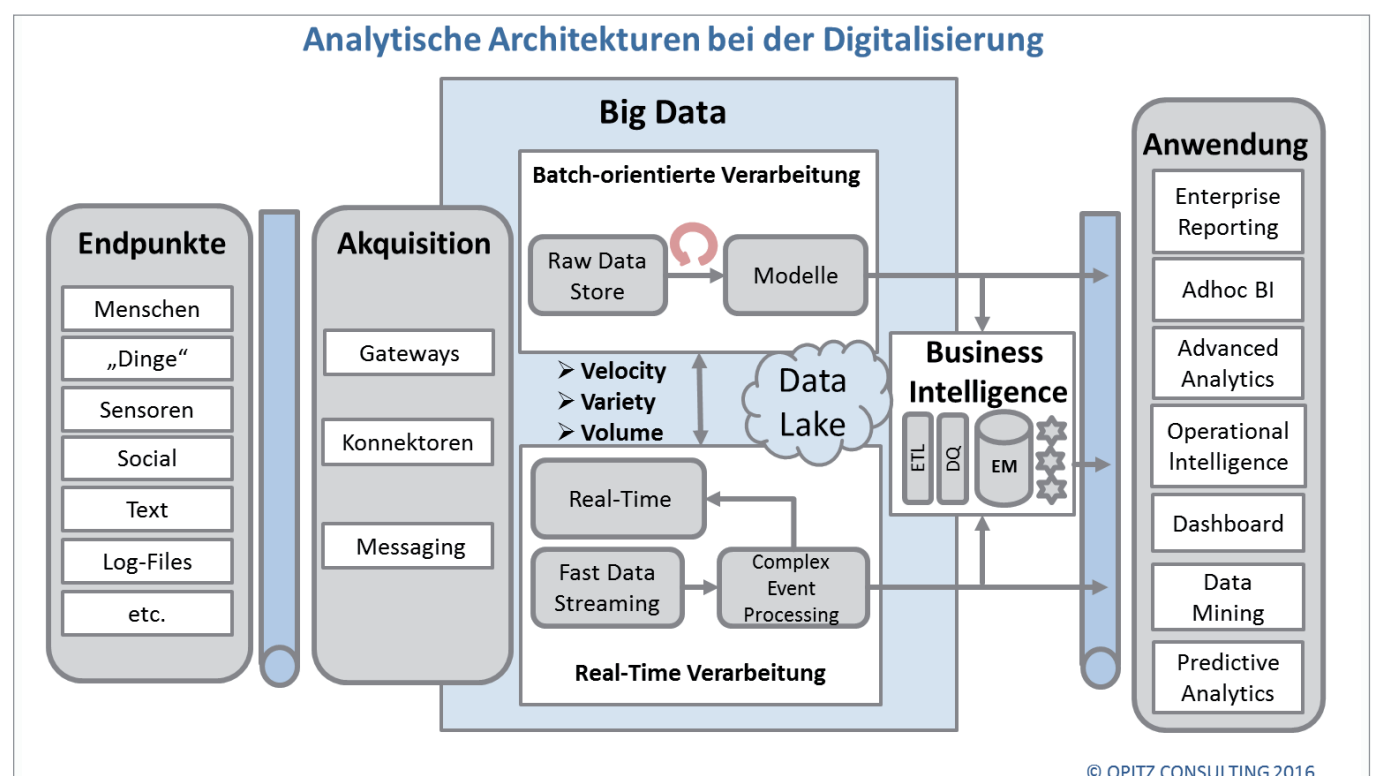 Analytische Architekturen bei der Digitalisierung
Endpunkte
Menschen
„Dinge“
Sensoren
Social
Text
Log-Files
etc.
Akquisition
Gateways
Konnektoren
Messaging
Big Data
Batch-orientierte Verarbeitung
Raw Data
Store
Modelle
➢ Velocity
➢ Variety
➢ Volume
Data
Lake
Real-Time
Fast Data
Streaming
Complex
Event
Processing
Real-Time Verarbeitung
Business
Intelligence
ETL
DQ
EM
Anwendung
Enterprise
Reporting
Adhoc BI
Advanced
Analytics
Operational
Intelligence
Dashboard
Data
Mining
Predictive
Analytics
© OPITZ CONSULTING 2016